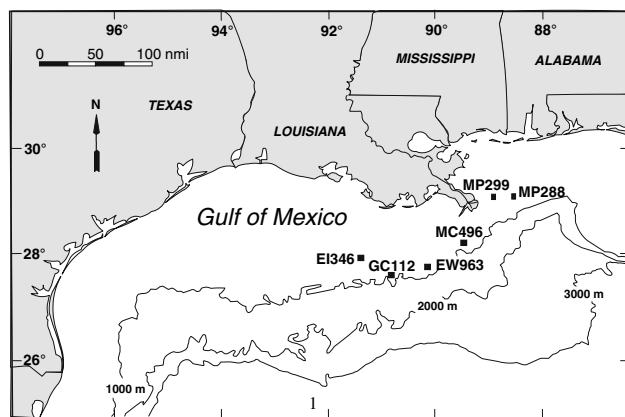 96° 94° 92° 90° 88°
0 50 100 nmi
MISSISSIPPI ALABAMA
N
TEXAS
LOUISIANA
30°
MP299 MP288
Gulf of Mexico
MC496
28°
EI346 GC112 EW963
3000 m
2000 m
26°
1000 m
1